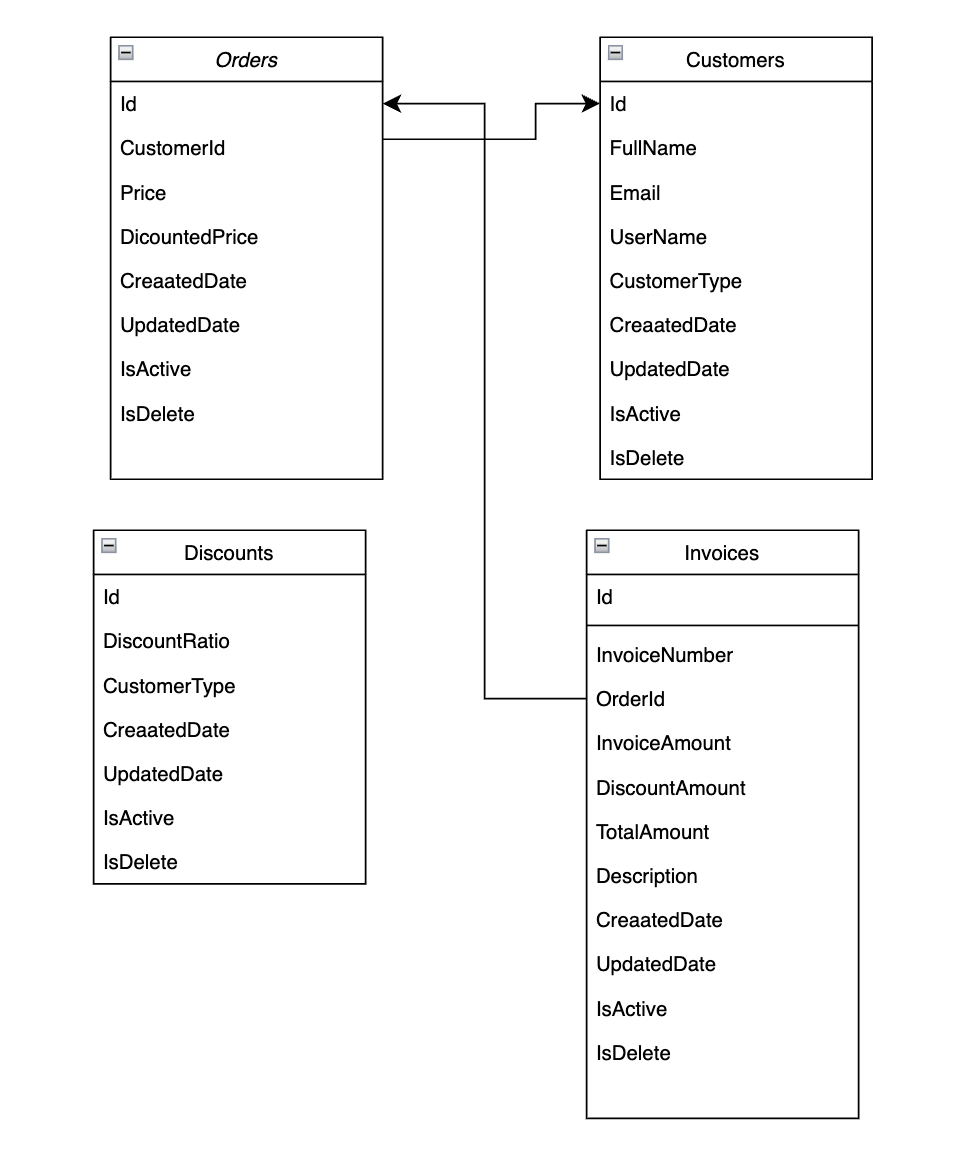 Orders
Id
CustomerId
Price
DicountedPrice
CreaatedDate
UpdatedDate
IsActive
IsDelete
Customers
Id
FullName
Email
UserName
CustomerType
CreaatedDate
UpdatedDate
IsActive
IsDelete
Discounts
Id
DiscountRatio
CustomerType
CreaatedDate
UpdatedDate
IsActive
IsDelete
Invoices
Id
InvoiceNumber
OrderId
InvoiceAmount
DiscountAmount
TotalAmount
Description
CreaatedDate
UpdatedDate
IsActive
IsDelete